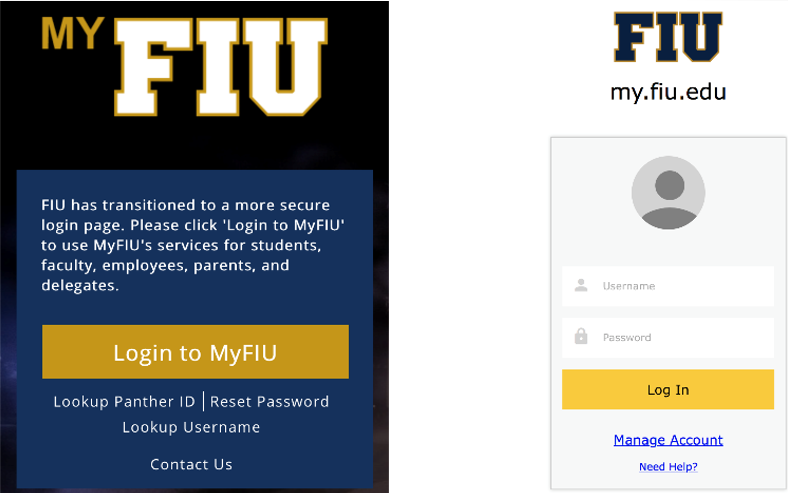 MY FIU
FIU has transitioned to a more secure
login page. Please click 'Login to MyFIU'
to use MyFIU's services for students,
faculty, employees, parents, and
delegates.
Login to MyFIU
Lookup Panther ID | Reset Password
Lookup Username
Contact Us
FIU
my.fiu.edu
Username
Password
Log In
Manage Account
Need Help?